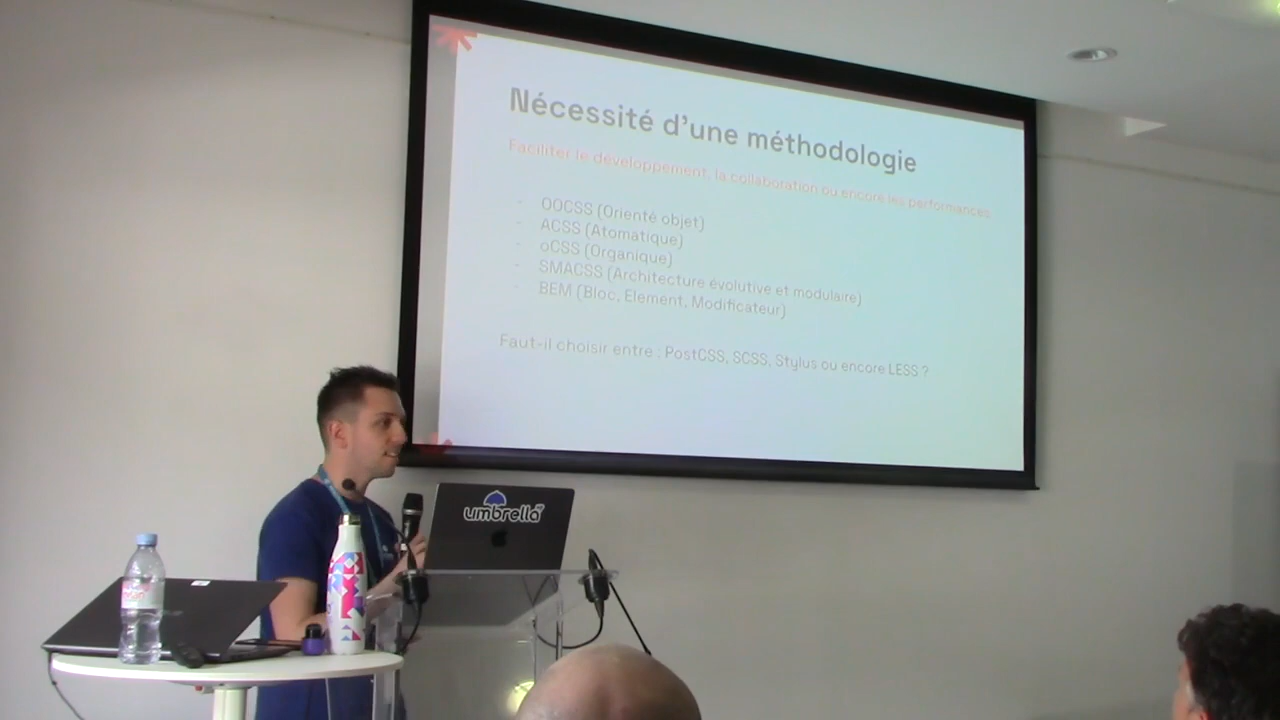 Nécessité d'une méthodologie
Faciliter le développement, la collaboration ou encore les performances
- OOCSS (Orienté objet)
- ACSS (Atomatique)
- oCSS (Organique)
- SMACSS (Architecture évolutive et modulaire)
- BEM (Bloc, Element, Modificateur)
Faut-il choisir entre : PostCSS, SCSS, Stylus ou encore LESS ?
umbrella